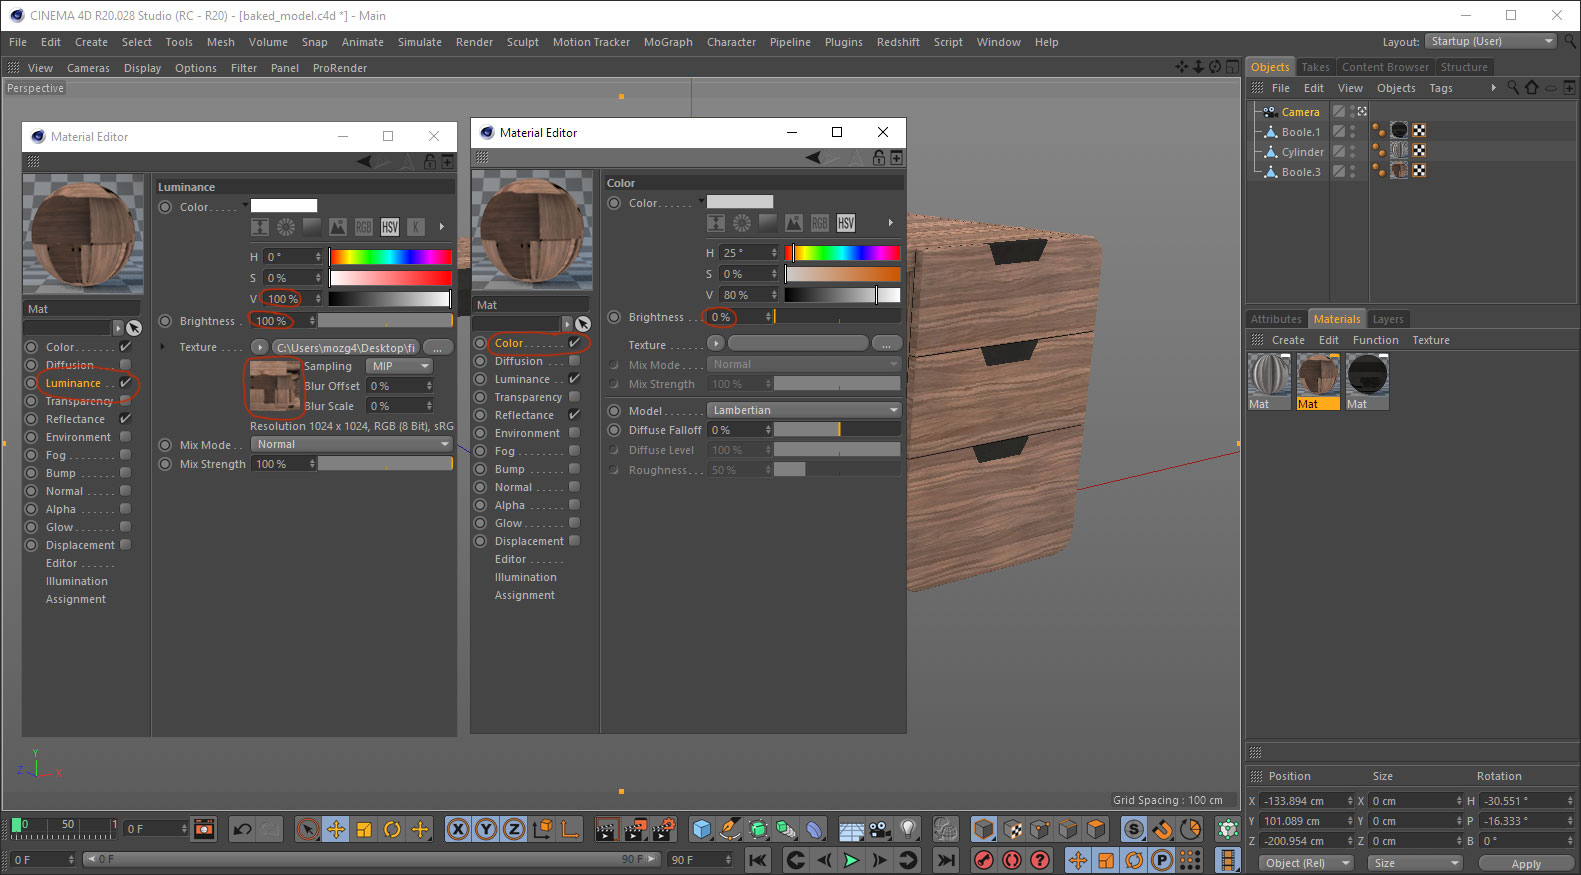 CINEMA 4D R20.028 Studio (RC - R20) - [baked_model.c4d *] - Main
File Edit Create Select Tools Mesh Volume Snap Animate Simulate Render Sculpt Motion Tracker MoGraph Character Pipeline Plugins Redshift Script Window Help
Layout: Startup (User)
View Cameras Display Options Filter Panel ProRender
Perspective
Material Editor
Luminance
Color
RGB HSV K
H 0 °
S 0 %
V 100 %
Brightness 100 %
Texture C:\Users\mozg4\Desktop\fi ...
Sampling MIP
Blur Offset 0 %
Blur Scale 0 %
Resolution 1024 x 1024, RGB (8 Bit), sRG
Mix Mode Normal
Mix Strength 100 %
Mat
Color
Diffusion
Luminance
Transparency
Reflectance
Environment
Fog
Bump
Normal
Alpha
Glow
Displacement
Editor
Illumination
Assignment
Material Editor
Color
Color
RGB HSV
H 25 °
S 0 %
V 80 %
Brightness 0 %
Texture ...
Mix Mode Normal
Mix Strength 100 %
Model Lambertian
Diffuse Falloff 0 %
Diffuse Level 100 %
Roughness 50 %
Mat
Color
Diffusion
Luminance
Transparency
Reflectance
Environment
Fog
Bump
Normal
Alpha
Glow
Displacement
Editor
Illumination
Assignment
Y
Z X
Grid Spacing : 100 cm
Objects Takes Content Browser Structure
File Edit View Objects Tags
Camera
Boole.1
Cylinder
Boole.3
Attributes Materials Layers
Create Edit Function Texture
Mat Mat Mat
Position Size Rotation
X -133.894 cm X 0 cm H -30.551 °
Y 101.089 cm Y 0 cm P -16.333 °
Z -200.954 cm Z 0 cm B 0 °
Object (Rel) Size Apply
0 50 1 0 F
X Y Z
S
0 F 0 F 90 F 90 F
? P